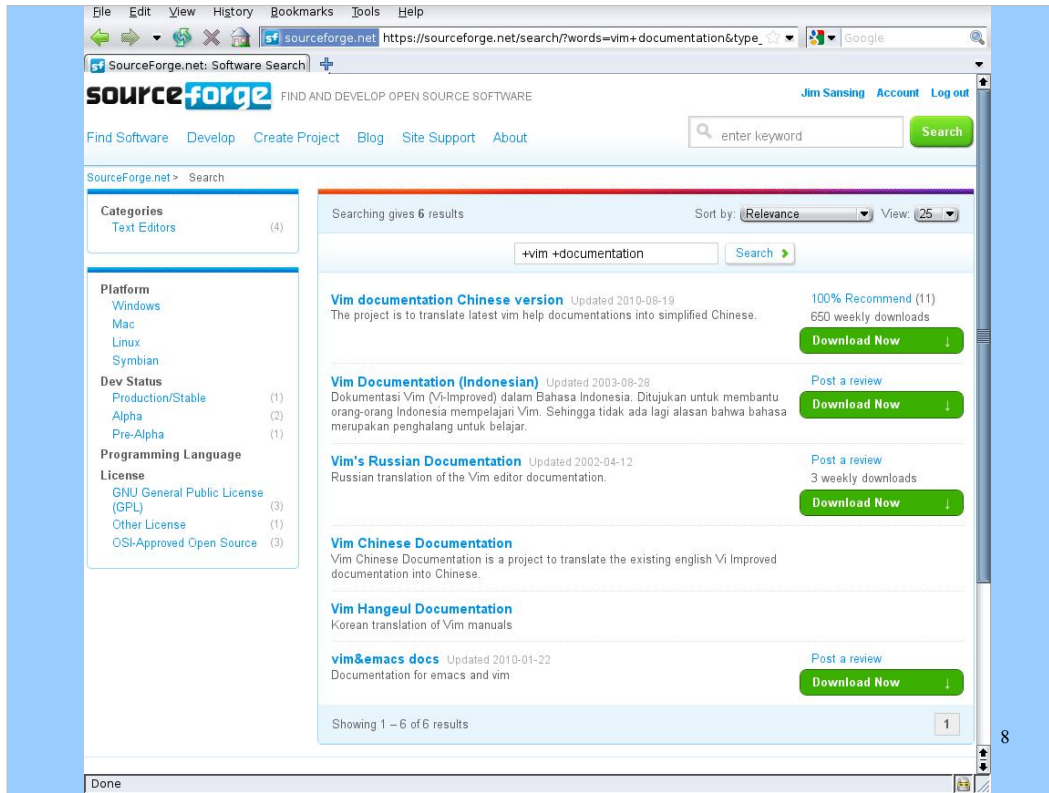 File Edit View History Bookmarks Tools Help
sourceforge.net https://sourceforge.net/search/?words=vim+documentation&type_ Google
SourceForge.net: Software Search
sourceforge FIND AND DEVELOP OPEN SOURCE SOFTWARE Jim Sansing Account Log out
Find Software Develop Create Project Blog Site Support About enter keyword Search
SourceForge.net > Search
Categories
Text Editors (4)
Platform
Windows
Mac
Linux
Symbian
Dev Status
Production/Stable (1)
Alpha (2)
Pre-Alpha (1)
Programming Language
License
GNU General Public License
(GPL) (3)
Other License (1)
OSI-Approved Open Source (3)
Searching gives 6 results Sort by: Relevance View: 25
+vim +documentation Search
Vim documentation Chinese version Updated 2010-08-19
The project is to translate latest vim help documentations into simplified Chinese.
100% Recommend (11)
650 weekly downloads
Download Now ↓
Vim Documentation (Indonesian) Updated 2003-08-28
Dokumentasi Vim (Vi-Improved) dalam Bahasa Indonesia. Ditujukan untuk membantu
orang-orang Indonesia mempelajari Vim. Sehingga tidak ada lagi alasan bahwa bahasa
merupakan penghalang untuk belajar.
Post a review
Download Now ↓
Vim's Russian Documentation Updated 2002-04-12
Russian translation of the Vim editor documentation.
Post a review
3 weekly downloads
Download Now ↓
Vim Chinese Documentation
Vim Chinese Documentation is a project to translate the existing english Vi Improved
documentation into Chinese.
Vim Hangeul Documentation
Korean translation of Vim manuals
vim&emacs docs Updated 2010-01-22
Documentation for emacs and vim
Post a review
Download Now ↓
Showing 1 – 6 of 6 results 1
8
Done